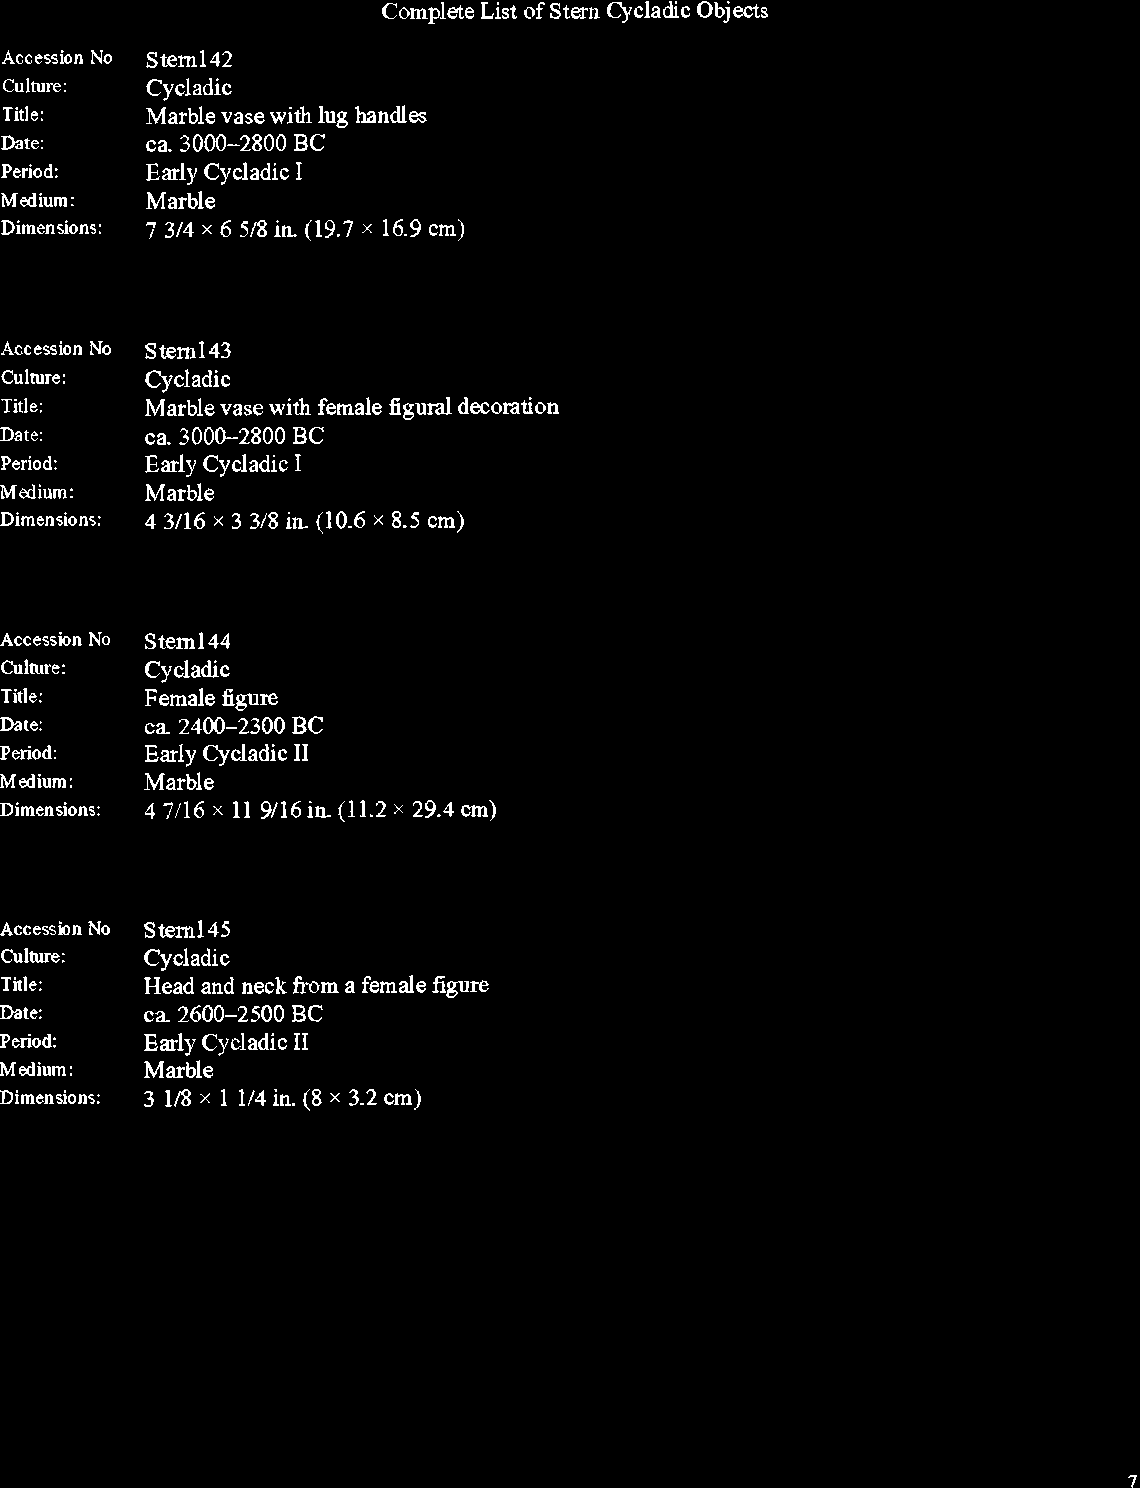 Complete List of Stern Cycladic Objects
Accession No Stern142
Culture: Cycladic
Title: Marble vase with lug handles
Date: ca. 3000–2800 BC
Period: Early Cycladic I
Medium: Marble
Dimensions: 7 3/4 × 6 5/8 in. (19.7 × 16.9 cm)
Accession No Stern143
Culture: Cycladic
Title: Marble vase with female figural decoration
Date: ca. 3000–2800 BC
Period: Early Cycladic I
Medium: Marble
Dimensions: 4 3/16 × 3 3/8 in. (10.6 × 8.5 cm)
Accession No Stern144
Culture: Cycladic
Title: Female figure
Date: ca. 2400–2300 BC
Period: Early Cycladic II
Medium: Marble
Dimensions: 4 7/16 × 11 9/16 in. (11.2 × 29.4 cm)
Accession No Stern145
Culture: Cycladic
Title: Head and neck from a female figure
Date: ca. 2600–2500 BC
Period: Early Cycladic II
Medium: Marble
Dimensions: 3 1/8 × 1 1/4 in. (8 × 3.2 cm)
7